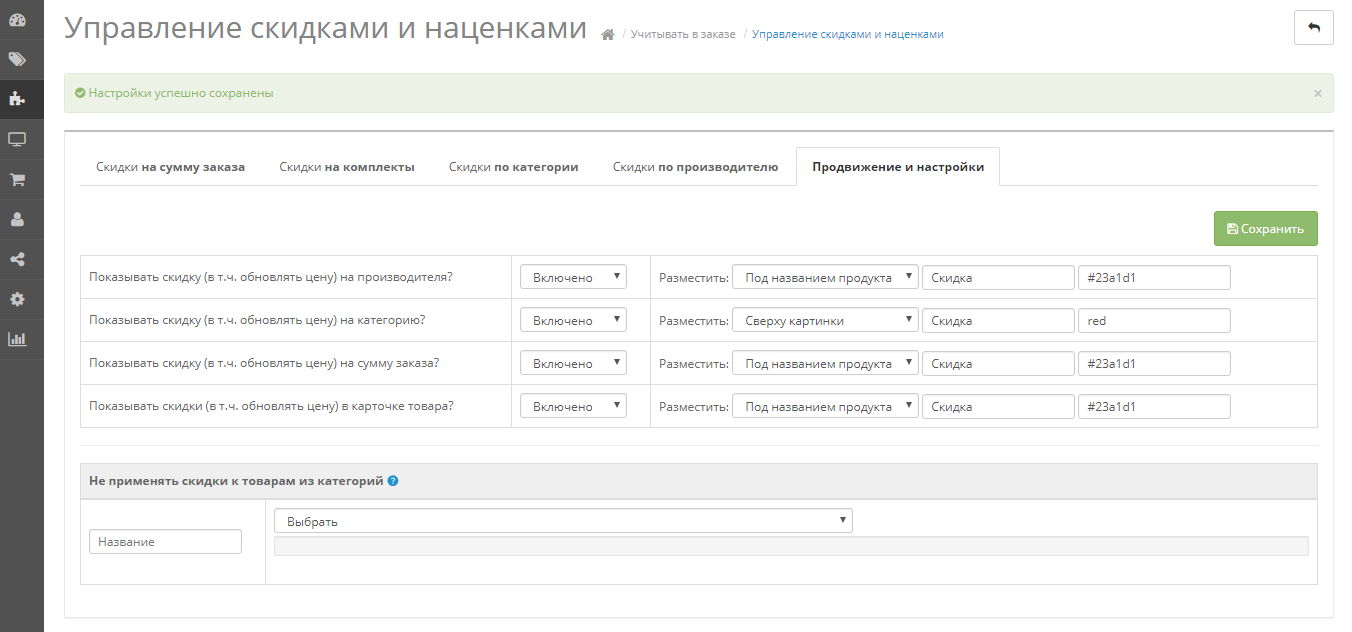 Управление скидками и наценками / Учитывать в заказе / Управление скидками и наценками
Настройки успешно сохранены ×
Скидки на сумму заказа Скидки на комплекты Скидки по категории Скидки по производителю Продвижение и настройки
Сохранить
Показывать скидку (в т.ч. обновлять цену) на производителя? Включено Разместить: Под названием продукта Скидка #23a1d1
Показывать скидку (в т.ч. обновлять цену) на категорию? Включено Разместить: Сверху картинки Скидка red
Показывать скидку (в т.ч. обновлять цену) на сумму заказа? Включено Разместить: Под названием продукта Скидка #23a1d1
Показывать скидки (в т.ч. обновлять цену) в карточке товара? Включено Разместить: Под названием продукта Скидка #23a1d1
Не применять скидки к товарам из категорий ?
Выбрать
Название